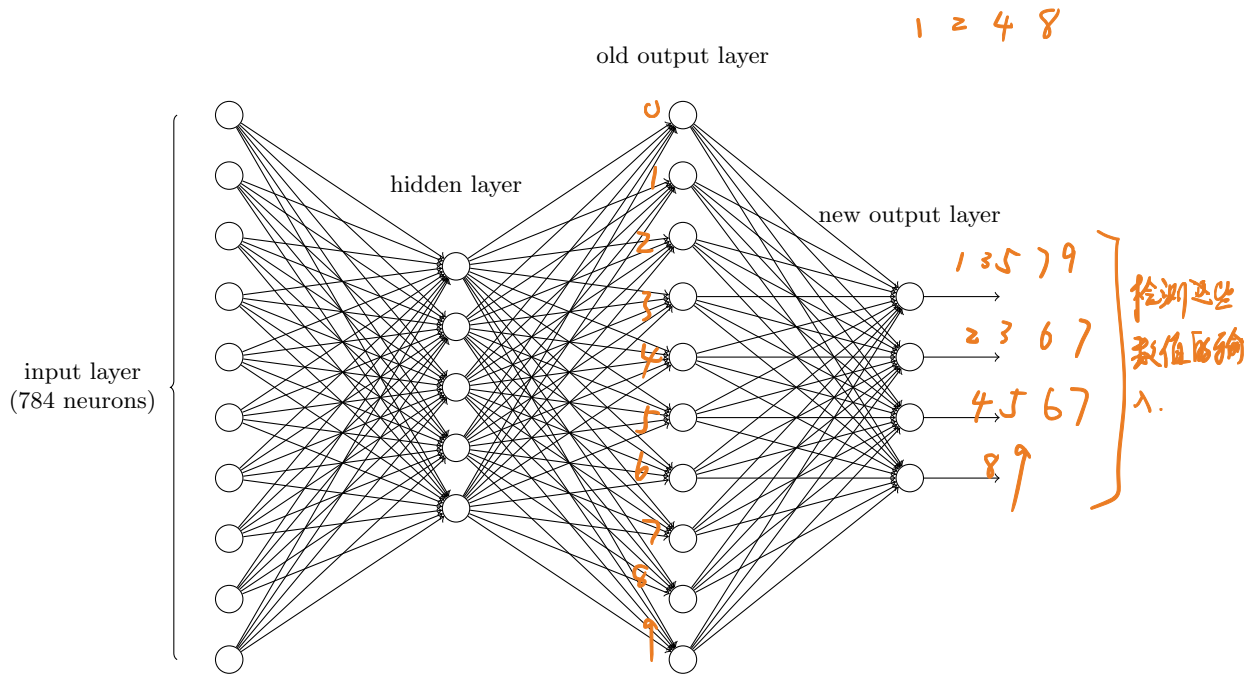 1 2 4 8
old output layer
0
1
hidden layer
new output layer
2
1 3 5 7 9
3
检测这些
2 3 6 7
数值的输
入.
4
input layer
(784 neurons)
4 5 6 7
5
6
8 9
7
8
9